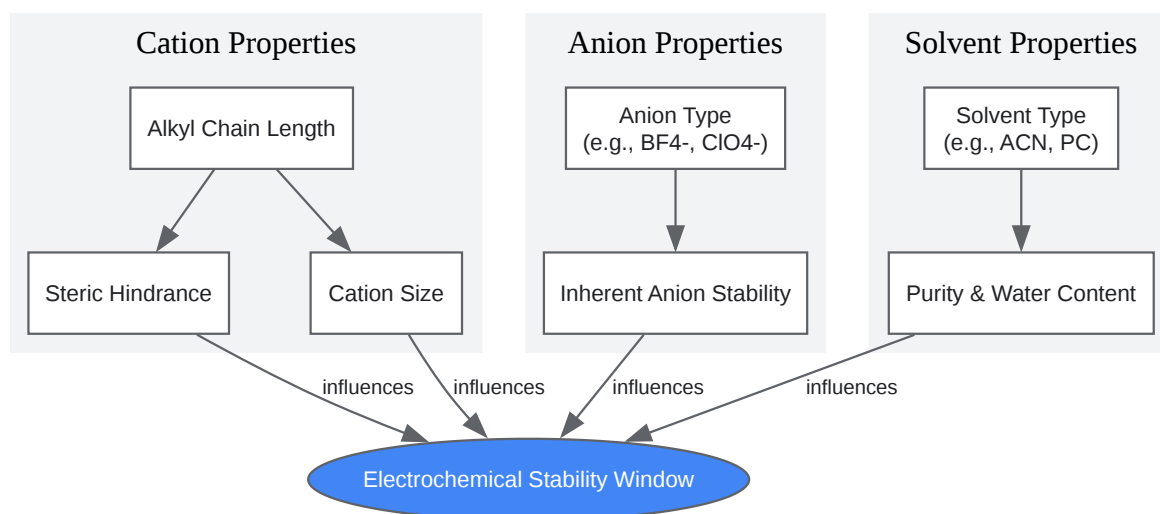 Cation Properties
Anion Properties
Solvent Properties
Alkyl Chain Length
Anion Type
(e.g., BF4-, ClO4-)
Solvent Type
(e.g., ACN, PC)
Steric Hindrance
Cation Size
Inherent Anion Stability
Purity & Water Content
influences
influences
influences
influences
Electrochemical Stability Window